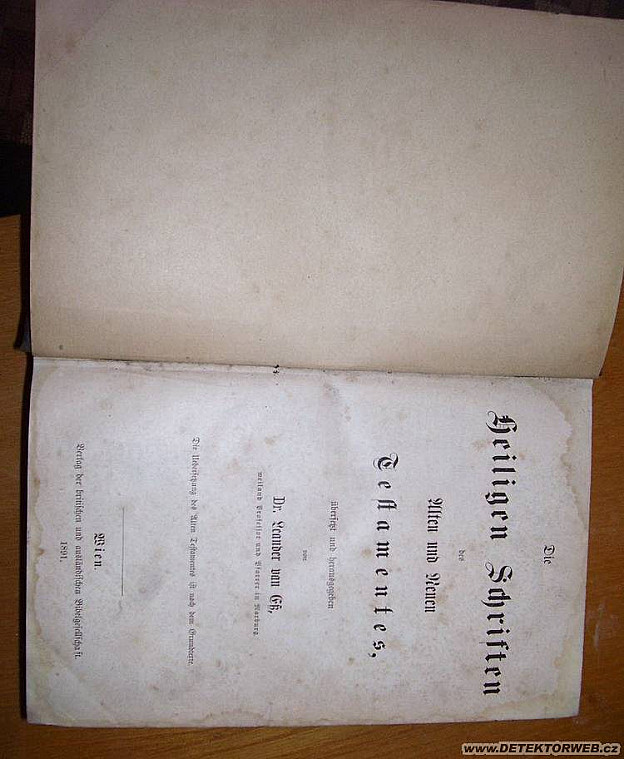 Die
Heiligen Schriften
des
Alten und Neuen
Testamentes,
übersetzt und herausgegeben
von
Dr. Leander van Eß,
weiland Professor und Pfarrer in Marburg.
Die Uebersetzung des Alten Testamentes ist nach dem Grundtexte.
Wien.
Verlag der britischen und ausländischen Bibelgesellschaft.
1891.
www.DETEKTORWEB.cz